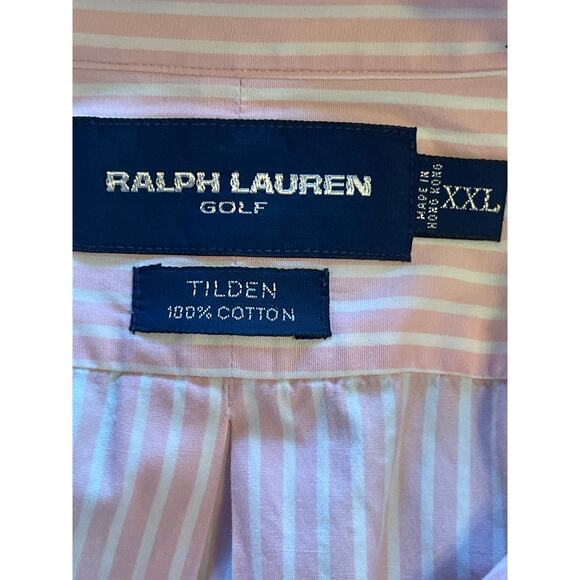 RALPH LAUREN
GOLF
MADE IN
HONG KONG
XXL
TILDEN
100% COTTON